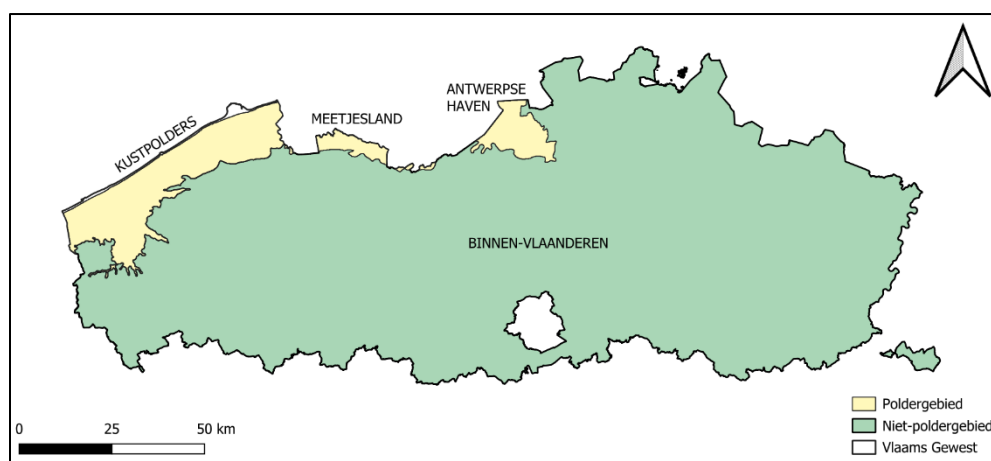 ANTWERPSE
HAVEN
MEETJESLAND
KUSTPOLDERS
BINNEN-VLAANDEREN
0 25 50 km
Poldergebied
Niet-poldergebied
Vlaams Gewest